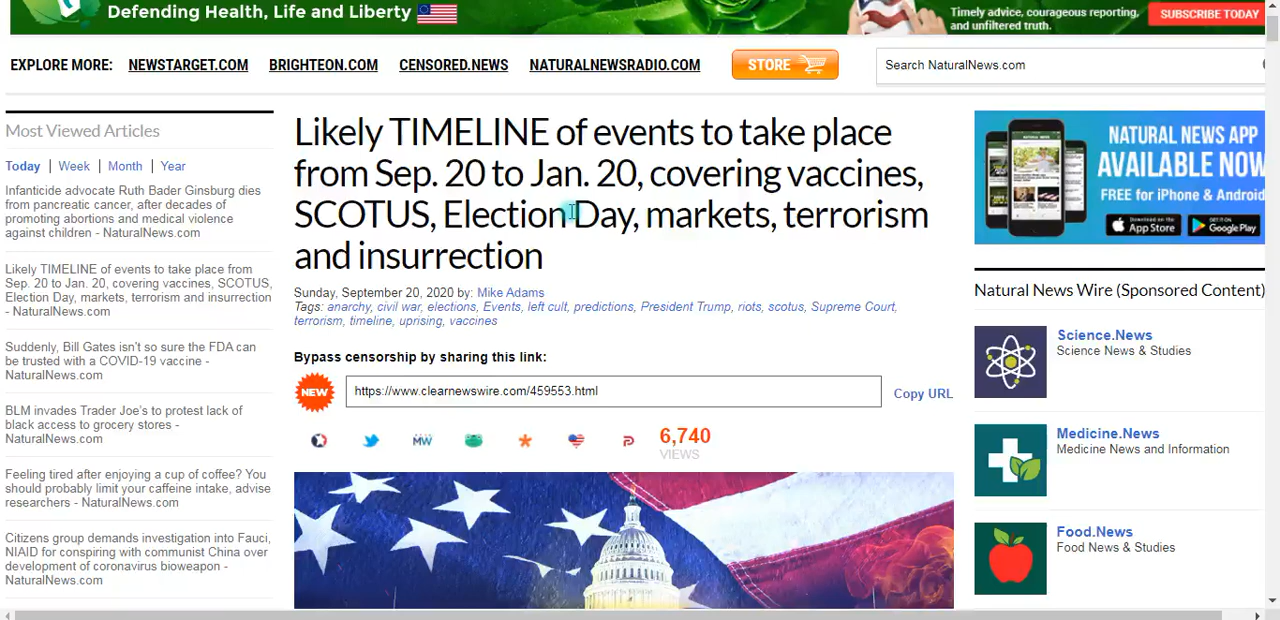 Defending Health, Life and Liberty
Timely advice, courageous reporting,
and unfiltered truth.
SUBSCRIBE TODAY
EXPLORE MORE: NEWSTARGET.COM BRIGHTEON.COM CENSORED.NEWS NATURALNEWSRADIO.COM STORE Search NaturalNews.com
Most Viewed Articles
Today | Week | Month | Year
Infanticide advocate Ruth Bader Ginsburg dies
from pancreatic cancer, after decades of
promoting abortions and medical violence
against children - NaturalNews.com
Likely TIMELINE of events to take place from
Sep. 20 to Jan. 20, covering vaccines, SCOTUS,
Election Day, markets, terrorism and insurrection
- NaturalNews.com
Suddenly, Bill Gates isn't so sure the FDA can
be trusted with a COVID-19 vaccine -
NaturalNews.com
BLM invades Trader Joe's to protest lack of
black access to grocery stores -
NaturalNews.com
Feeling tired after enjoying a cup of coffee? You
should probably limit your caffeine intake, advise
researchers - NaturalNews.com
Citizens group demands investigation into Fauci,
NIAID for conspiring with communist China over
development of coronavirus bioweapon -
NaturalNews.com
Likely TIMELINE of events to take place
from Sep. 20 to Jan. 20, covering vaccines,
SCOTUS, Election Day, markets, terrorism
and insurrection
Sunday, September 20, 2020 by: Mike Adams
Tags: anarchy, civil war, elections, Events, left cult, predictions, President Trump, riots, scotus, Supreme Court,
terrorism, timeline, uprising, vaccines
Bypass censorship by sharing this link:
NEW
https://www.clearnewswire.com/459553.html
Copy URL
MW
6,740
VIEWS
NATURAL NEWS APP
AVAILABLE NOW
FREE for iPhone & Android
Download on the
App Store
GET IT ON
Google Play
Natural News Wire (Sponsored Content)
Science.News
Science News & Studies
Medicine.News
Medicine News and Information
Food.News
Food News & Studies